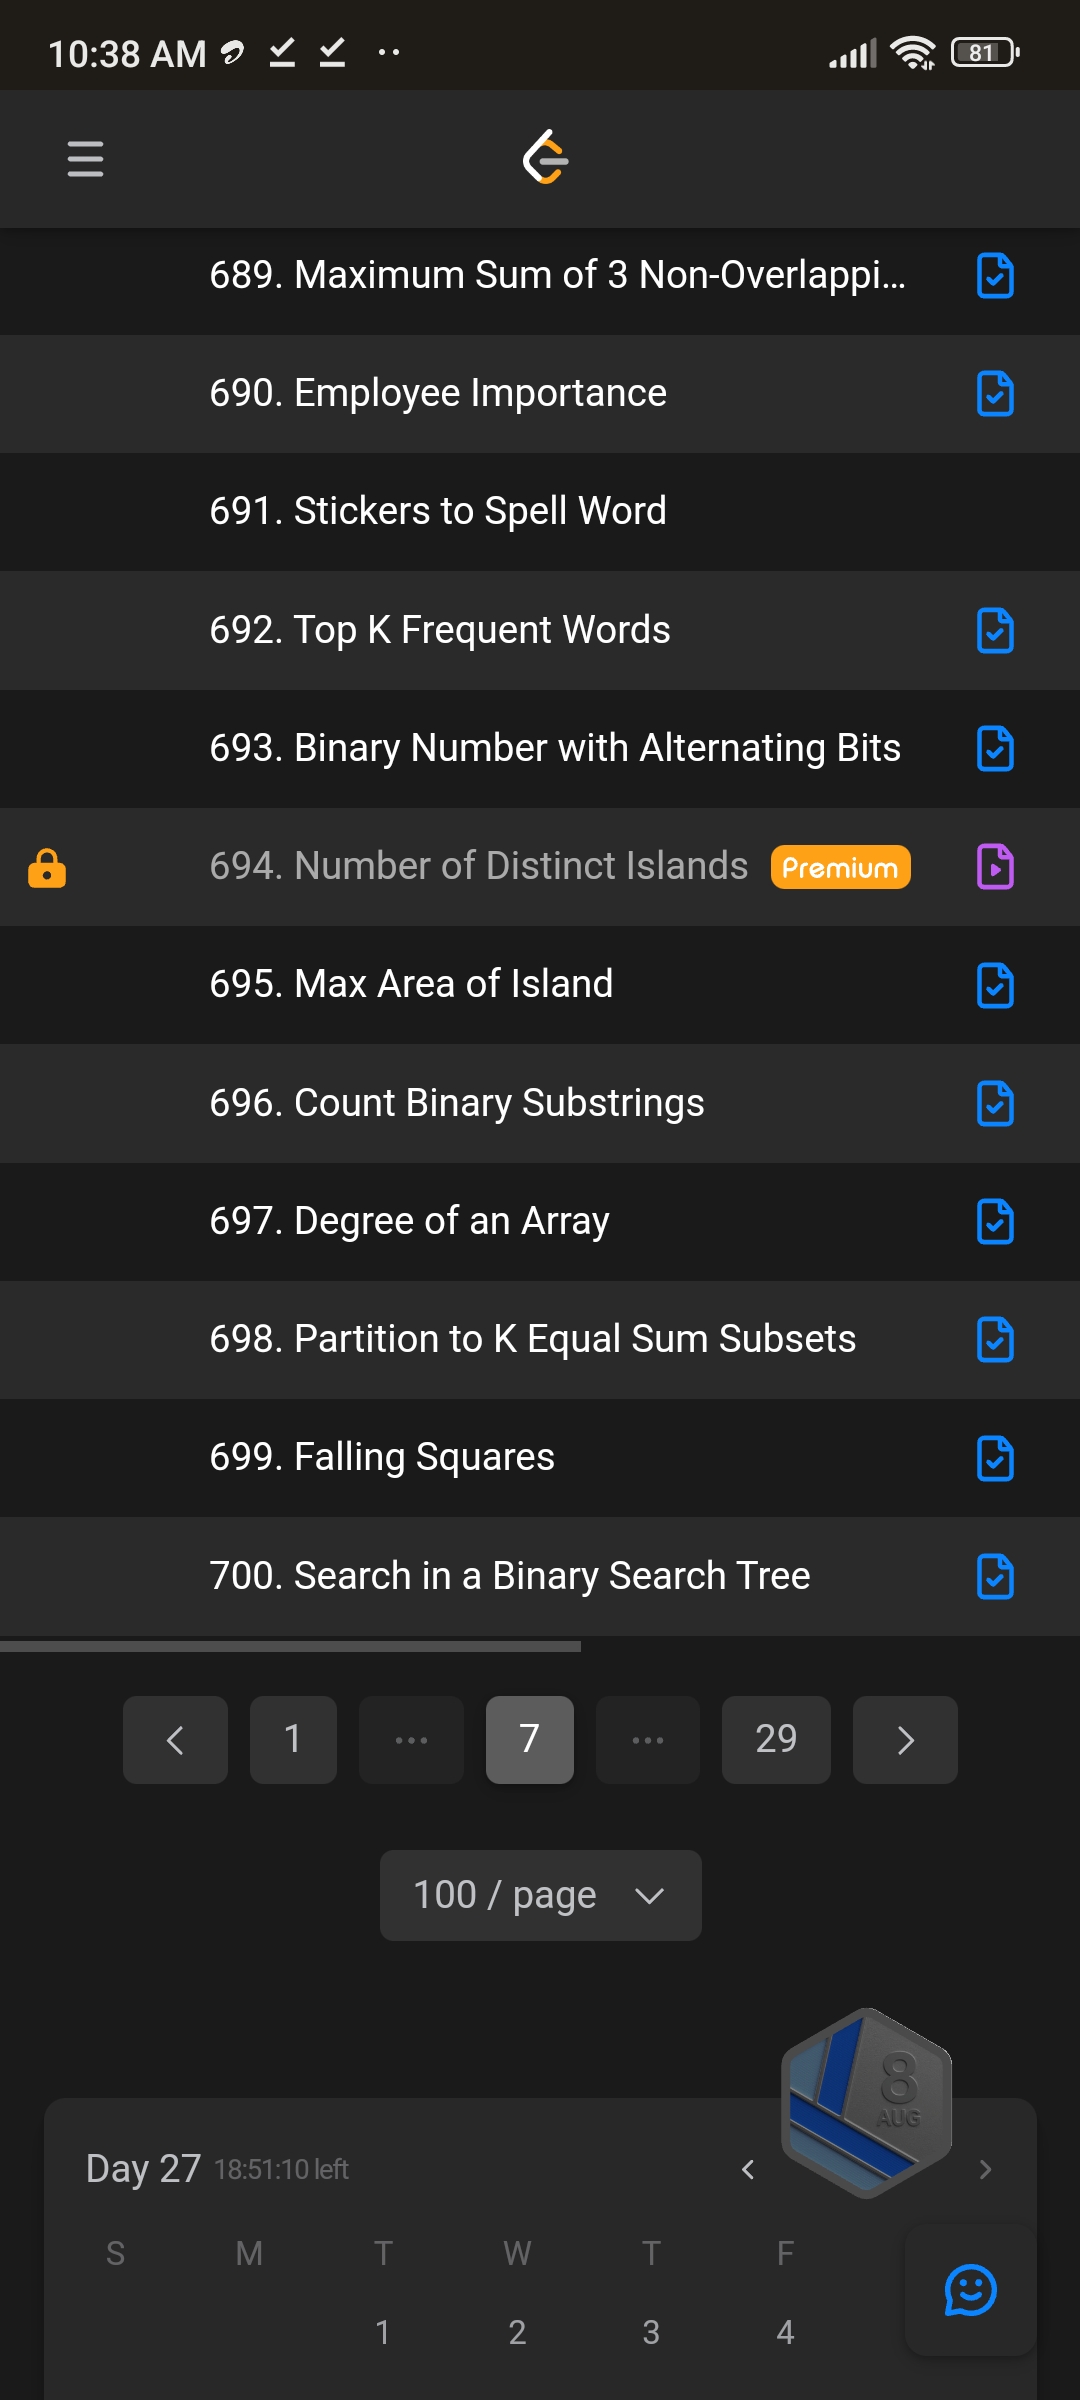 10:38 AM
81
689. Maximum Sum of 3 Non-Overlappi...
690. Employee Importance
691. Stickers to Spell Word
692. Top K Frequent Words
693. Binary Number with Alternating Bits
694. Number of Distinct Islands Premium
695. Max Area of Island
696. Count Binary Substrings
697. Degree of an Array
698. Partition to K Equal Sum Subsets
699. Falling Squares
700. Search in a Binary Search Tree
1 ... 7 ... 29
100 / page
8
AUG
Day 27 18:51:10 left
S M T W T F
1 2 3 4